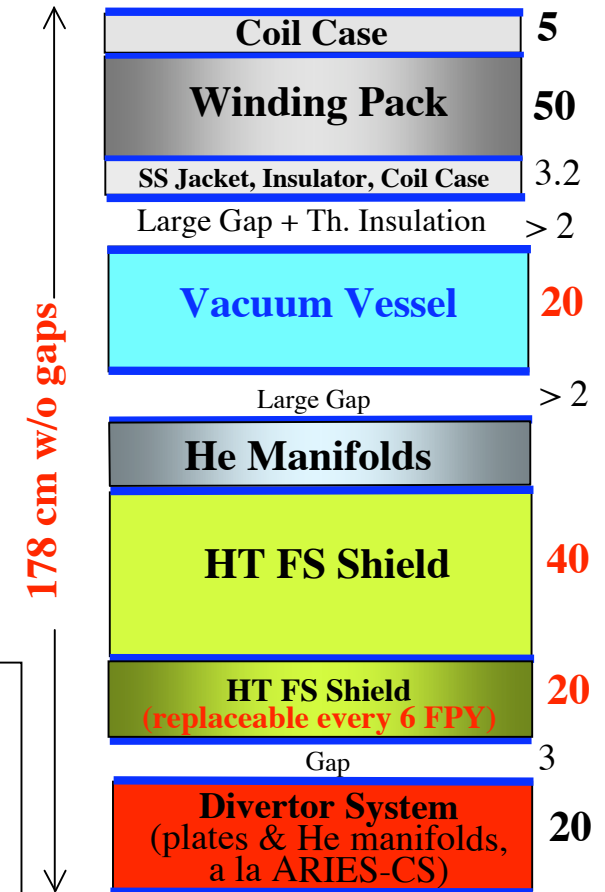 Coil Case 5
Winding Pack 50
SS Jacket, Insulator, Coil Case 3.2
Large Gap + Th. Insulation > 2
Vacuum Vessel 20
Large Gap > 2
He Manifolds
HT FS Shield 40
HT FS Shield 20
(replaceable every 6 FPY)
Gap 3
Divertor System 20
(plates & He manifolds,
a la ARIES-CS)
178 cm w/o gaps